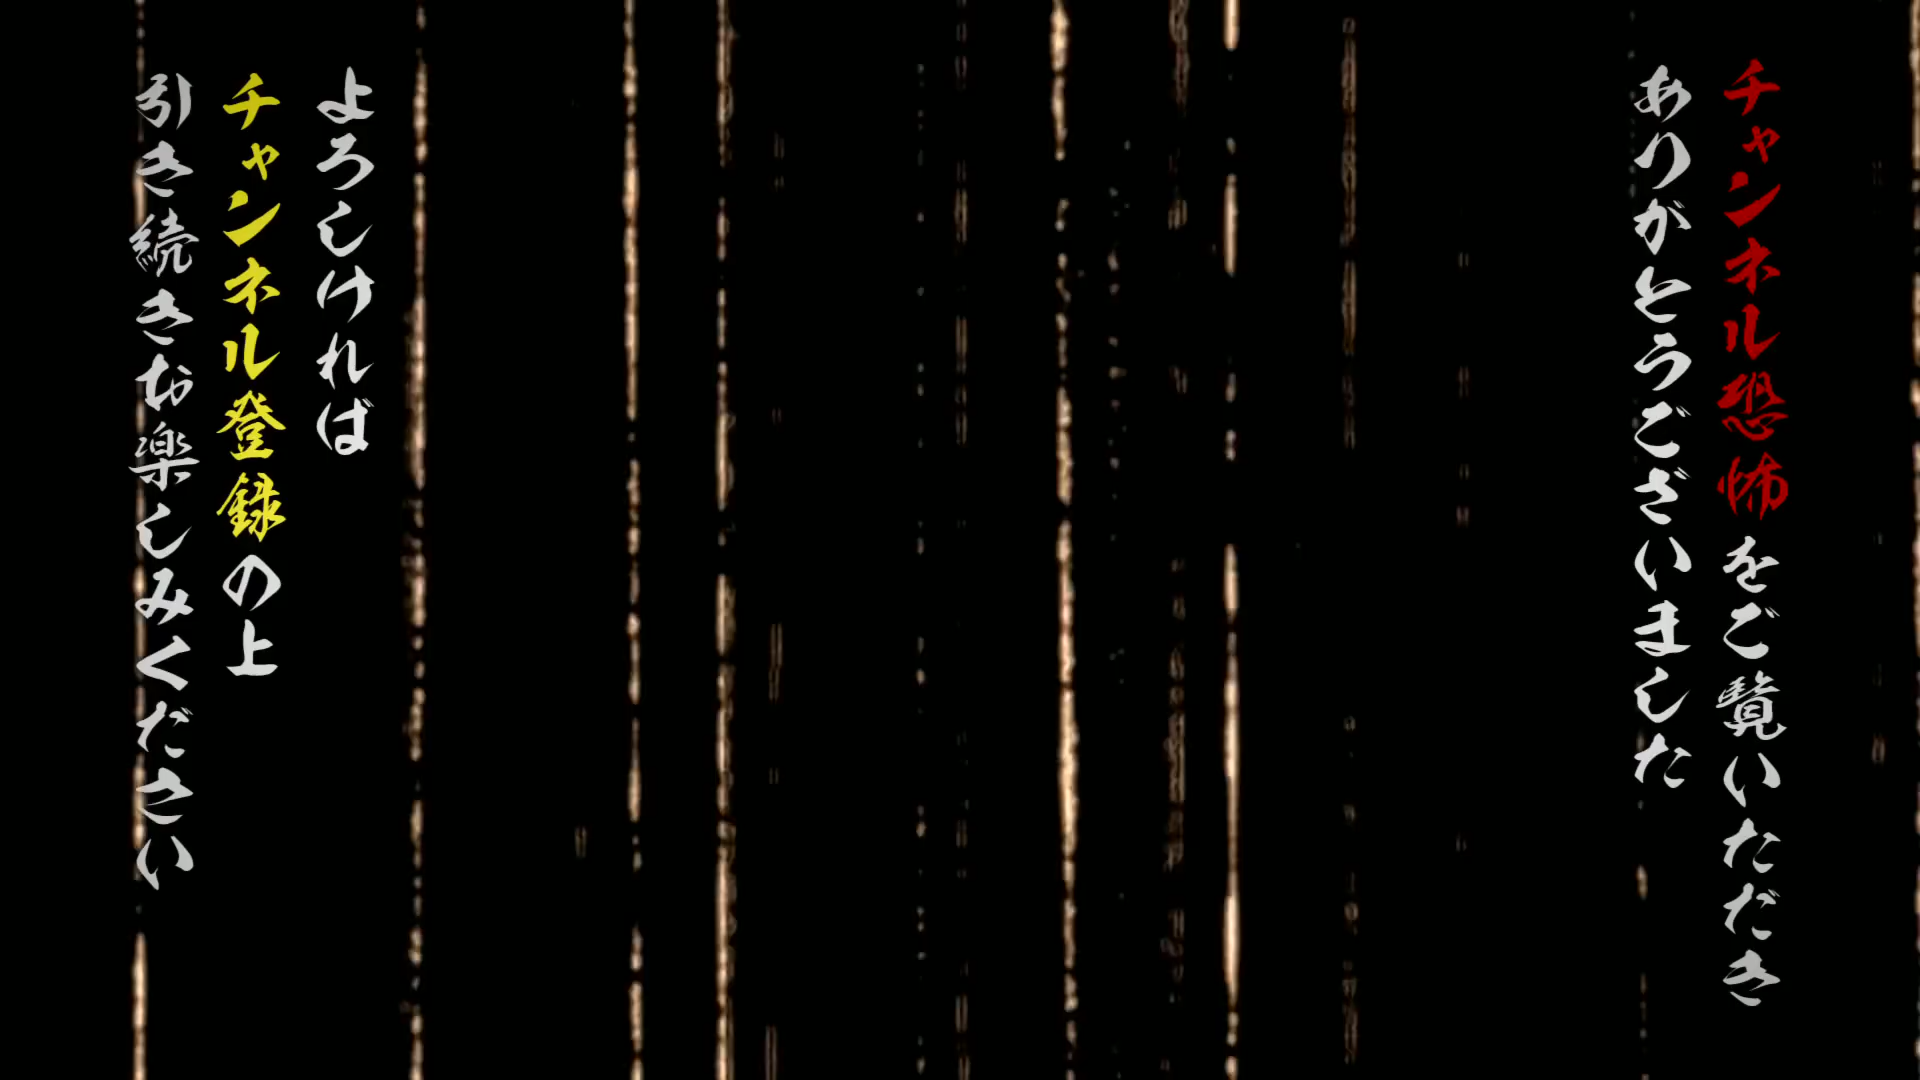 チャンネル恐怖をご覧いただき
ありがとうございました
よろしければ
チャンネル登録の上
引き続きお楽しみください